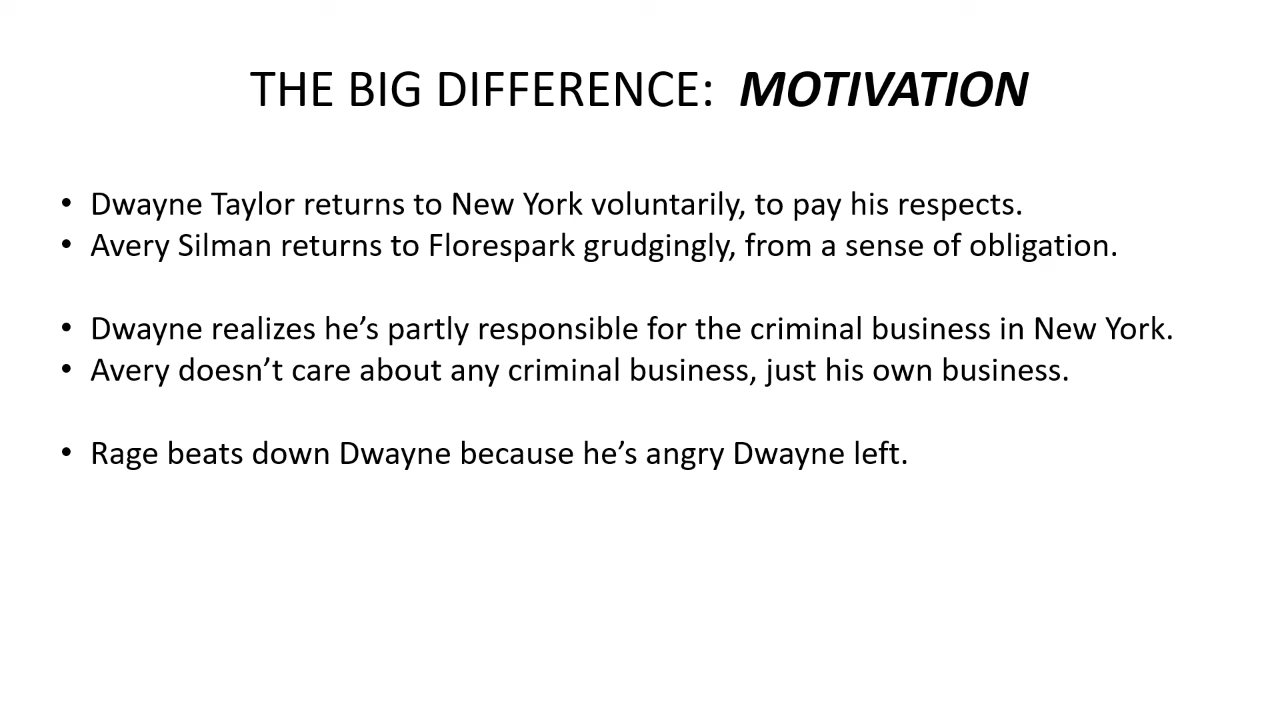 THE BIG DIFFERENCE: MOTIVATION
• Dwayne Taylor returns to New York voluntarily, to pay his respects.
• Avery Silman returns to Florespark grudgingly, from a sense of obligation.
• Dwayne realizes he’s partly responsible for the criminal business in New York.
• Avery doesn’t care about any criminal business, just his own business.
• Rage beats down Dwayne because he’s angry Dwayne left.